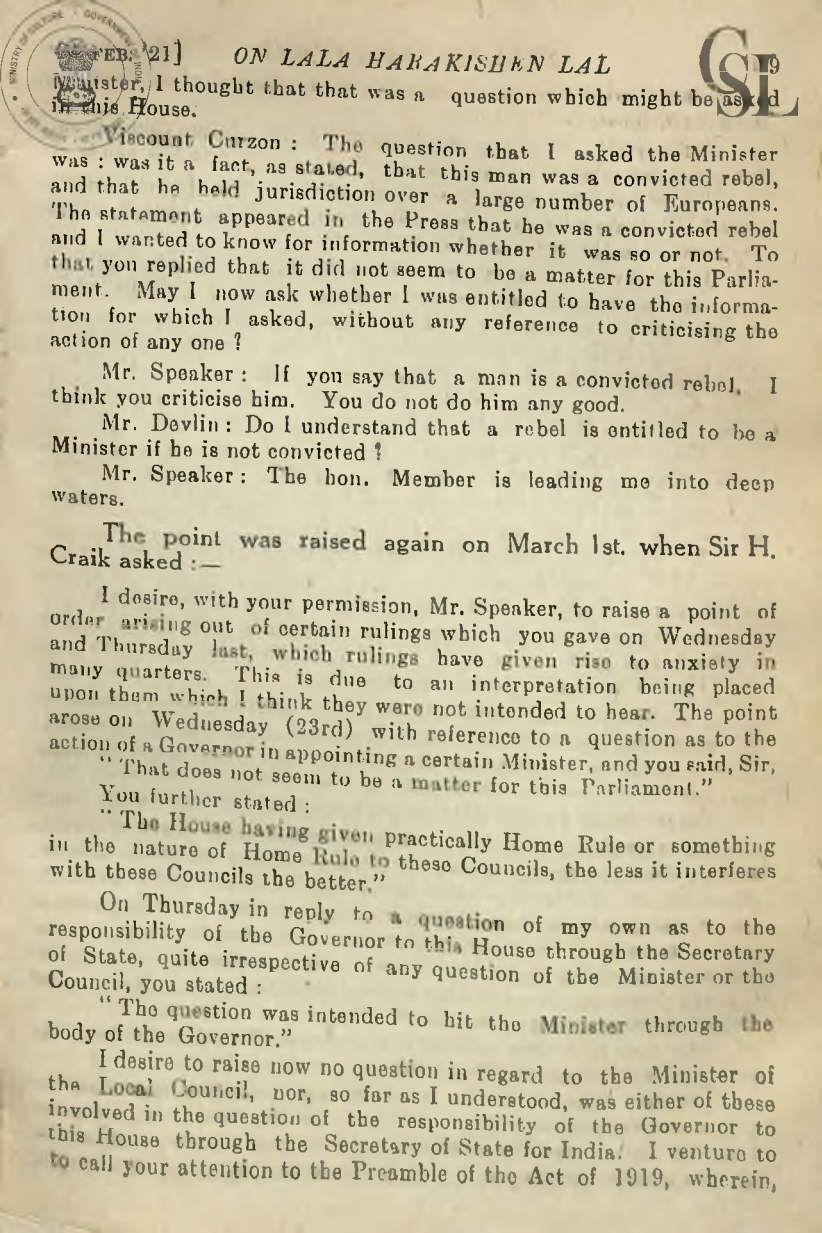 FEB. '21] ON LALA HARAKISHEN LAL 9
Minister, I thought that that was a question which might be asked
in this House.
Viscount Curzon : The question that I asked the Minister
was : was it a fact, as stated, that this man was a convicted rebel,
and that he held jurisdiction over a large number of Europeans.
The statement appeared in the Press that he was a convicted rebel
and I wanted to know for information whether it was so or not. To
that you replied that it did not seem to be a matter for this Parlia-
ment. May I now ask whether I was entitled to have the informa-
tion for which I asked, without any reference to criticising the
action of any one ?
Mr. Speaker : If you say that a man is a convicted rebel, I
think you criticise him. You do not do him any good.
Mr. Devlin : Do I understand that a rebel is entitled to be a
Minister if he is not convicted ?
Mr. Speaker : The hon. Member is leading me into deep
waters.
The point was raised again on March 1st. when Sir H.
Craik asked :—
I desire, with your permission, Mr. Speaker, to raise a point of
order arising out of certain rulings which you gave on Wednesday
and Thursday last, which rulings have given rise to anxiety in
many quarters. This is due to an interpretation being placed
upon them which I think they were not intended to bear. The point
arose on Wednesday (23rd) with reference to a question as to the
action of a Governor in appointing a certain Minister, and you said, Sir,
"That does not seem to be a matter for this Parliament."
You further stated :
"The House having given practically Home Rule or something
in the nature of Home Rule to these Councils, the less it interferes
with these Councils the better."
On Thursday in reply to a question of my own as to the
responsibility of the Governor to this House through the Secretary
of State, quite irrespective of any question of the Minister or the
Council, you stated :
"The question was intended to hit the Minister through the
body of the Governor."
I desire to raise now no question in regard to the Minister of
the Local Council, nor, so far as I understood, was either of these
involved in the question of the responsibility of the Governor to
this House through the Secretary of State for India. I venture to
to call your attention to the Preamble of the Act of 1919, wherein,
MINISTRY OF CULTURE · GOVERNMENT
CSL